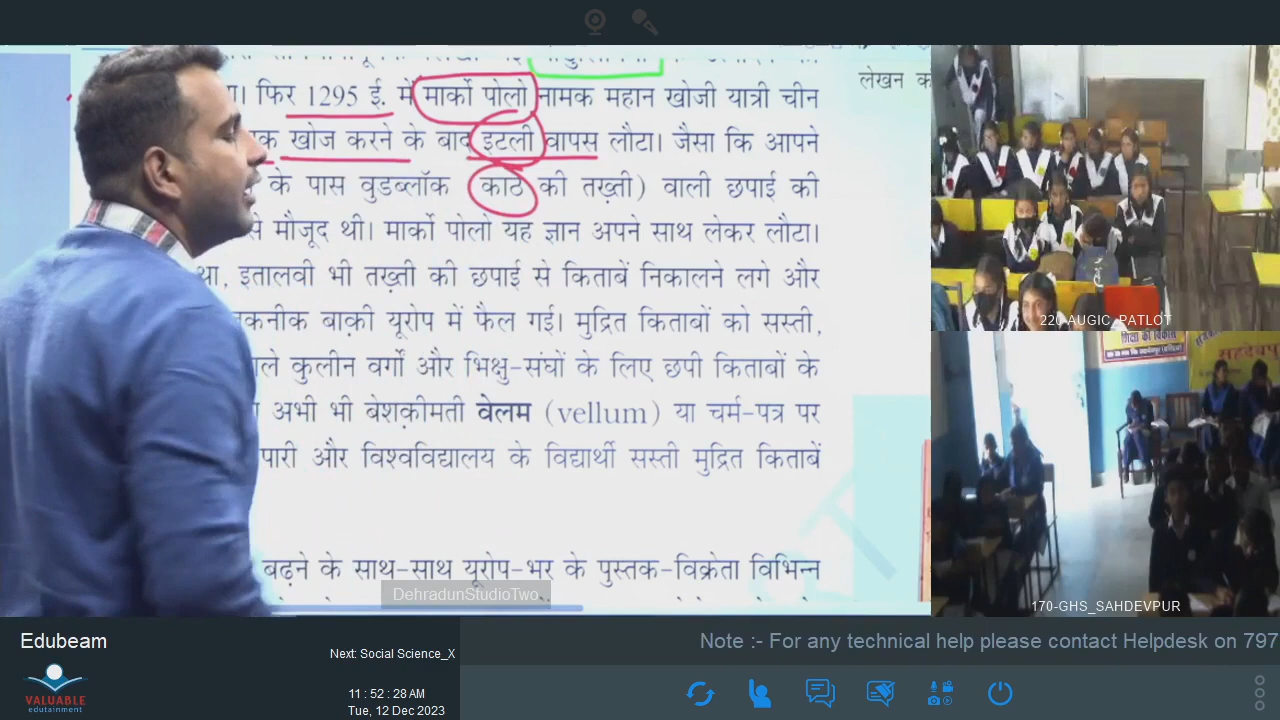 लेखन क
ा। फिर 1295 ई. में मार्को पोलो नामक महान खोजी यात्री चीन
क खोज करने के बाद इटली वापस लौटा। जैसा कि आपने
के पास वुडब्लॉक काठ की तख़्ती) वाली छपाई की
से मौजूद थी। मार्को पोलो यह ज्ञान अपने साथ लेकर लौटा।
था, इतालवी भी तख़्ती की छपाई से किताबें निकालने लगे और
कनीक बाक़ी यूरोप में फैल गई। मुद्रित किताबों को सस्ती,
ले कुलीन वर्गों और भिक्षु-संघों के लिए छपी किताबों के
अभी भी बेशक़ीमती वेलम (vellum) या चर्म-पत्र पर
पारी और विश्वविद्यालय के विद्यार्थी सस्ती मुद्रित किताबें
बढ़ने के साथ-साथ यूरोप-भर के पुस्तक-विक्रेता विभिन्न
DehradunStudioTwo
220-AUGIC_PATLOT
सहदेवपु
170-GHS_SAHDEVPUR
Edubeam
VALUABLE
edutainment
Next: Social Science_X
11 : 52 : 28 AM
Tue, 12 Dec 2023
Note :- For any technical help please contact Helpdesk on 797